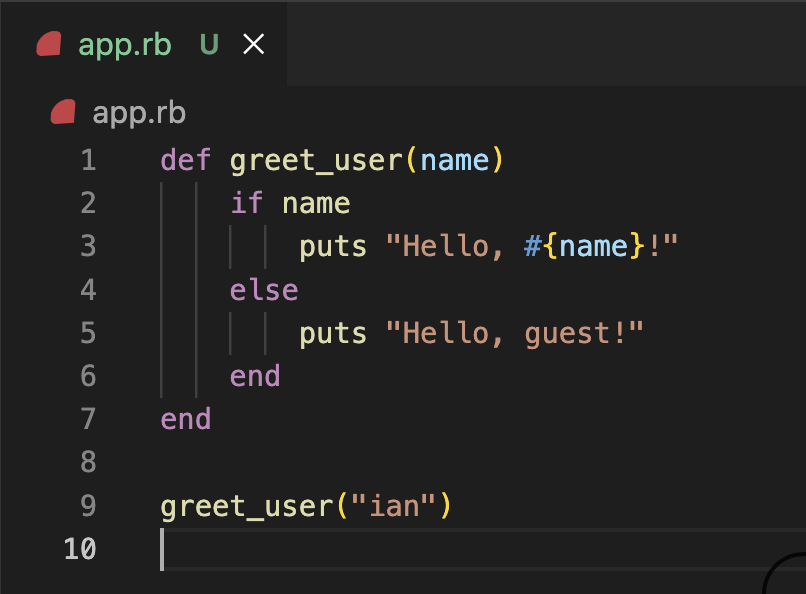 app.rb U ×
app.rb
1 def greet_user(name)
2     if name
3         puts "Hello, #{name}!"
4     else
5         puts "Hello, guest!"
6     end
7 end
8
9 greet_user("ian")
10